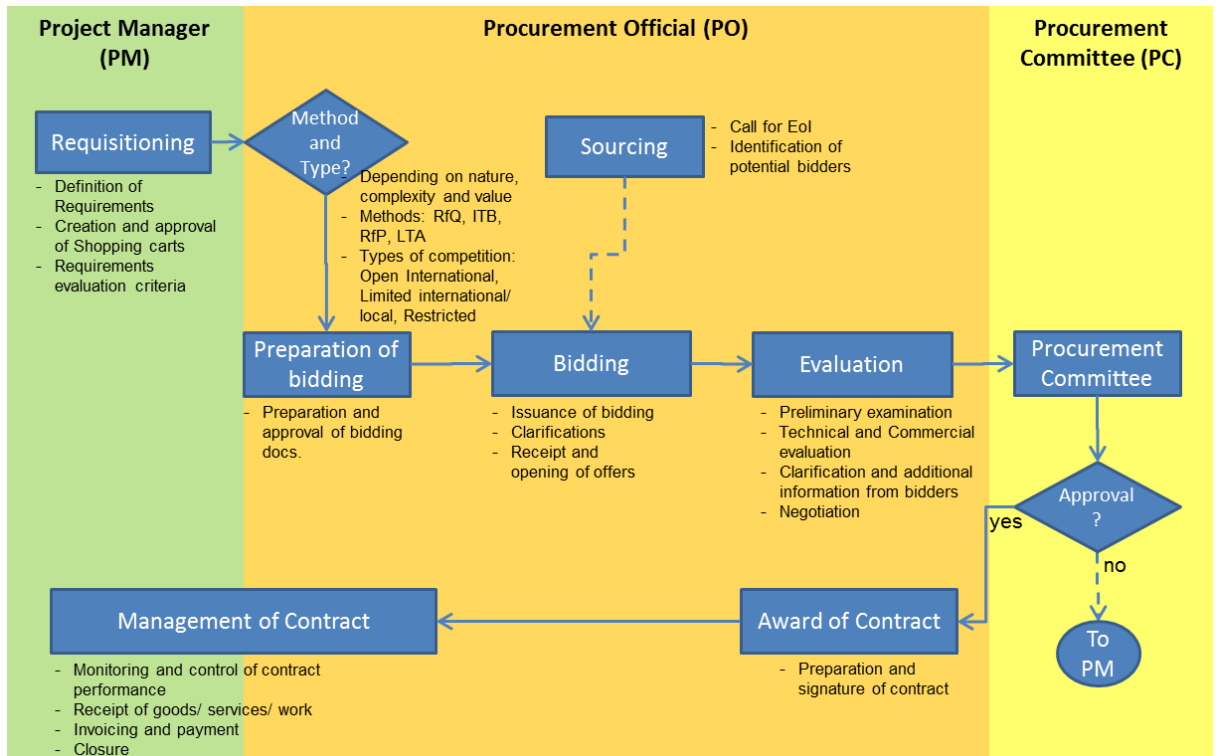 Project Manager
(PM)
Procurement Official (PO)
Procurement
Committee (PC)
Requisitioning
- Definition of
Requirements
- Creation and approval
of Shopping carts
- Requirements
evaluation criteria
Method
and
Type?
- Depending on nature,
complexity and value
- Methods: RfQ, ITB,
RfP, LTA
- Types of competition:
Open International,
Limited international/
local, Restricted
Sourcing
- Call for EoI
- Identification of
potential bidders
Preparation of
bidding
- Preparation and
approval of bidding
docs.
Bidding
- Issuance of bidding
- Clarifications
- Receipt and
opening of offers
Evaluation
- Preliminary examination
- Technical and Commercial
evaluation
- Clarification and additional
information from bidders
- Negotiation
Procurement
Committee
Approval
?
yes
no
To
PM
Award of Contract
- Preparation and
signature of contract
Management of Contract
- Monitoring and control of contract
performance
- Receipt of goods/ services/ work
- Invoicing and payment
- Closure